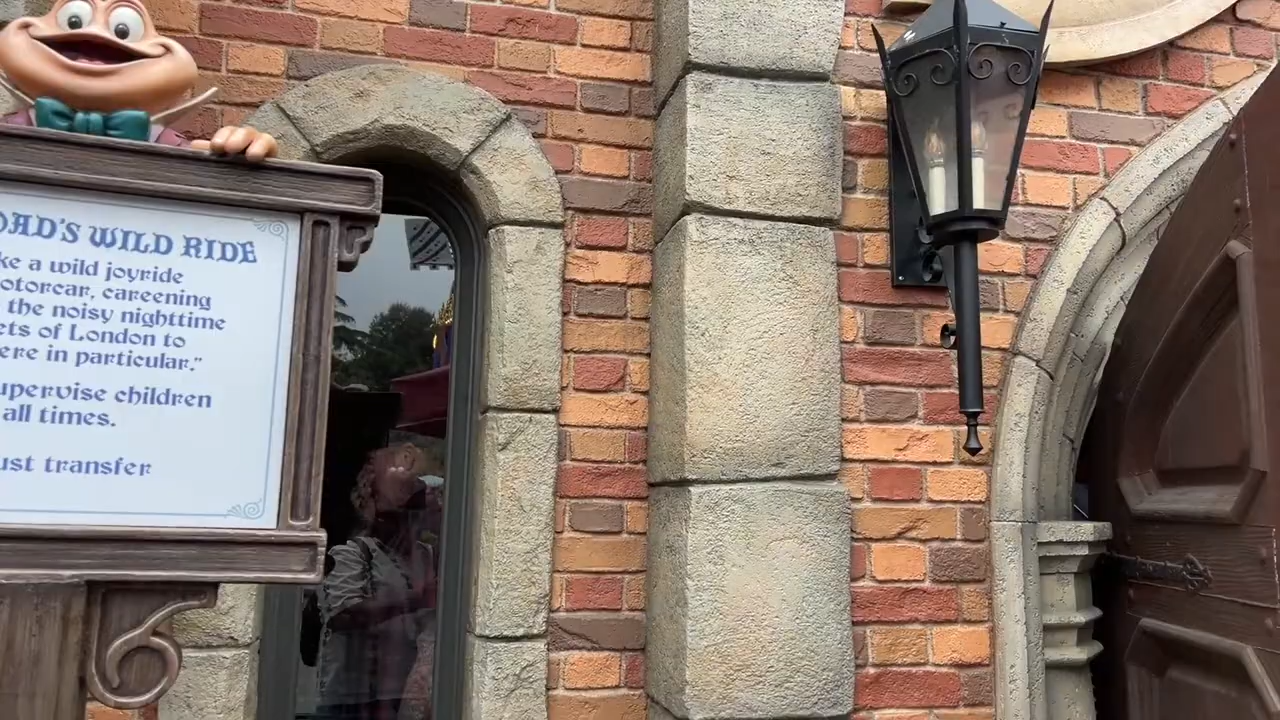 OAD'S WILD RIDE
ke a wild joyride
otorcar, careening
the noisy nighttime
ets of London to
ere in particular."
upervise children
all times.
ust transfer